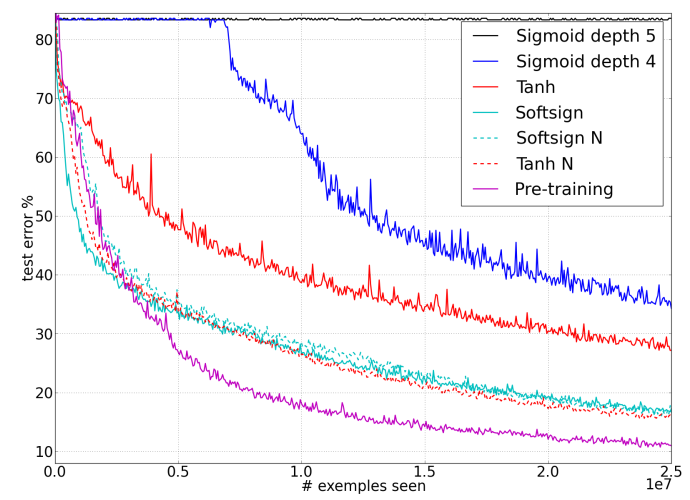 80
70
60
50
40
30
20
10
test error %
Sigmoid depth 5
Sigmoid depth 4
Tanh
Softsign
Softsign N
Tanh N
Pre-training
0.0 0.5 1.0 1.5 2.0 2.5
1e7
# exemples seen